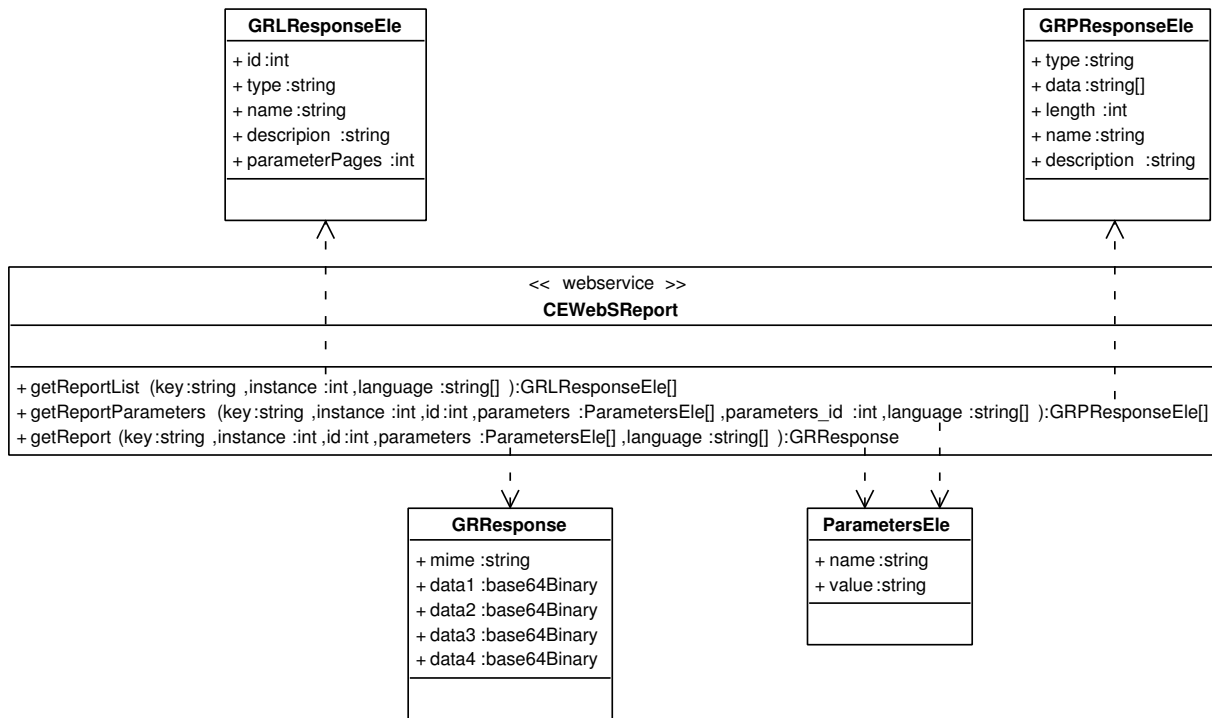 GRLResponseEle
+ id :int
+ type :string
+ name :string
+ descripion :string
+ parameterPages :int
GRPResponseEle
+ type :string
+ data :string[]
+ length :int
+ name :string
+ description :string
<< webservice >>
CEWebSReport
+ getReportList (key:string ,instance :int ,language :string[] ):GRLResponseEle[]
+ getReportParameters (key:string ,instance :int ,id:int ,parameters :ParametersEle[] ,parameters_id :int ,language :string[] ):GRPResponseEle[]
+ getReport (key:string ,instance :int ,id:int ,parameters :ParametersEle[] ,language :string[] ):GRResponse
GRResponse
+ mime :string
+ data1 :base64Binary
+ data2 :base64Binary
+ data3 :base64Binary
+ data4 :base64Binary
ParametersEle
+ name :string
+ value :string